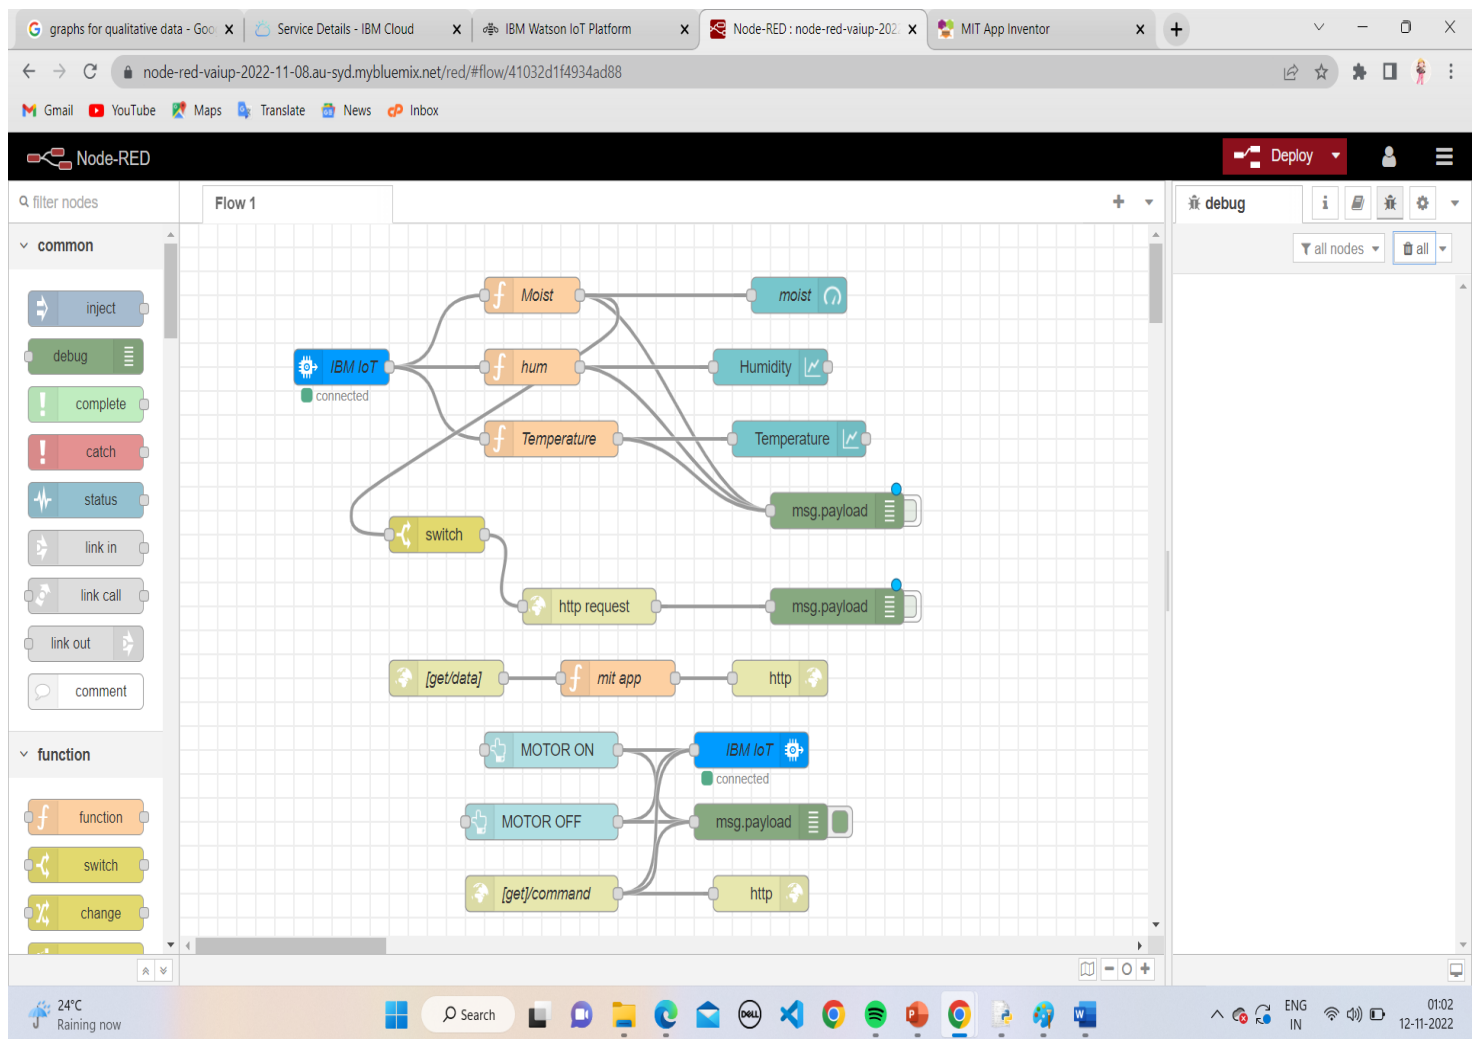 graphs for qualitative data - Goo
Service Details - IBM Cloud
IBM Watson IoT Platform
Node-RED : node-red-vaiup-202
MIT App Inventor
node-red-vaiup-2022-11-08.au-syd.mybluemix.net/red/#flow/41032d1f4934ad88
Gmail
YouTube
Maps
Translate
News
Inbox
Node-RED
Deploy
filter nodes
Flow 1
debug
all nodes
all
common
inject
debug
complete
catch
status
link in
link call
link out
comment
function
function
switch
change
Moist
moist
IBM IoT
connected
hum
Humidity
Temperature
Temperature
msg.payload
switch
http request
msg.payload
[get/data]
mit app
http
MOTOR ON
IBM IoT
connected
MOTOR OFF
msg.payload
[get]/command
http
24°C
Raining now
Search
DELL
ENG
IN
01:02
12-11-2022